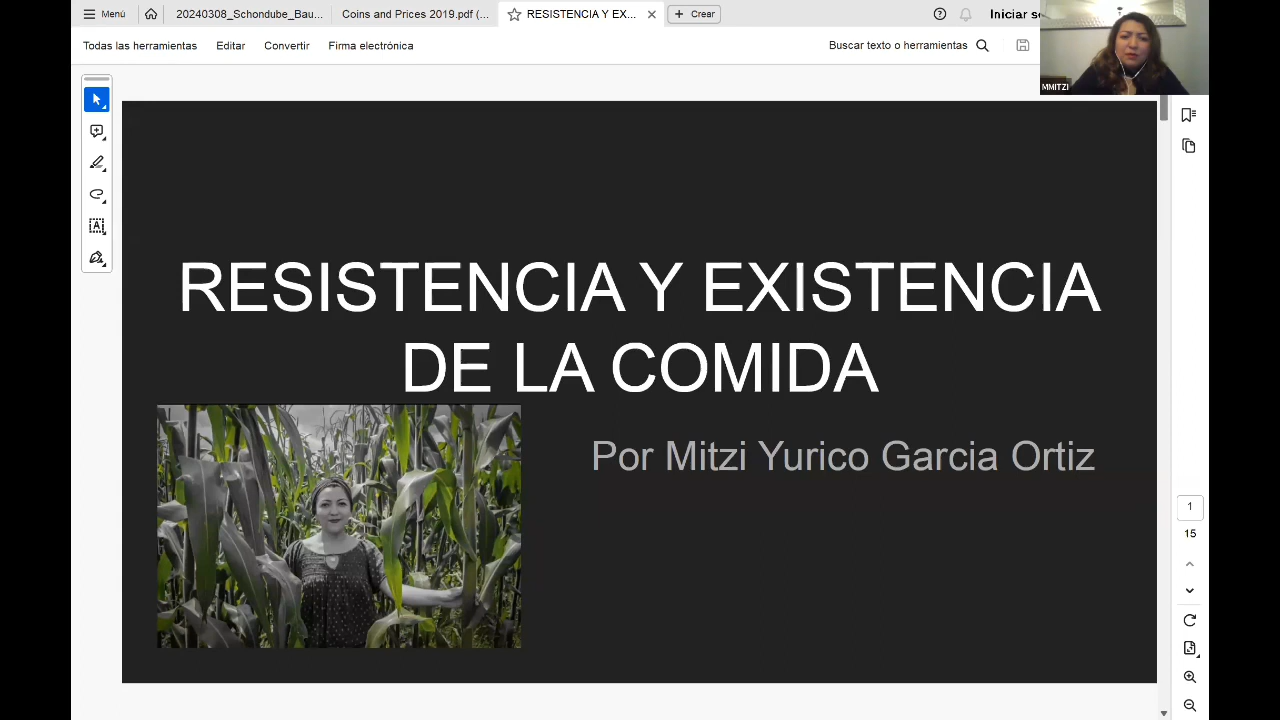 Menú
20240308_Schondube_Bau...
Coins and Prices 2019.pdf (...
RESISTENCIA Y EX...
Crear
Iniciar se
Todas las herramientas
Editar
Convertir
Firma electrónica
Buscar texto o herramientas
MMITZI
RESISTENCIA Y EXISTENCIA
DE LA COMIDA
Por Mitzi Yurico Garcia Ortiz
1
15